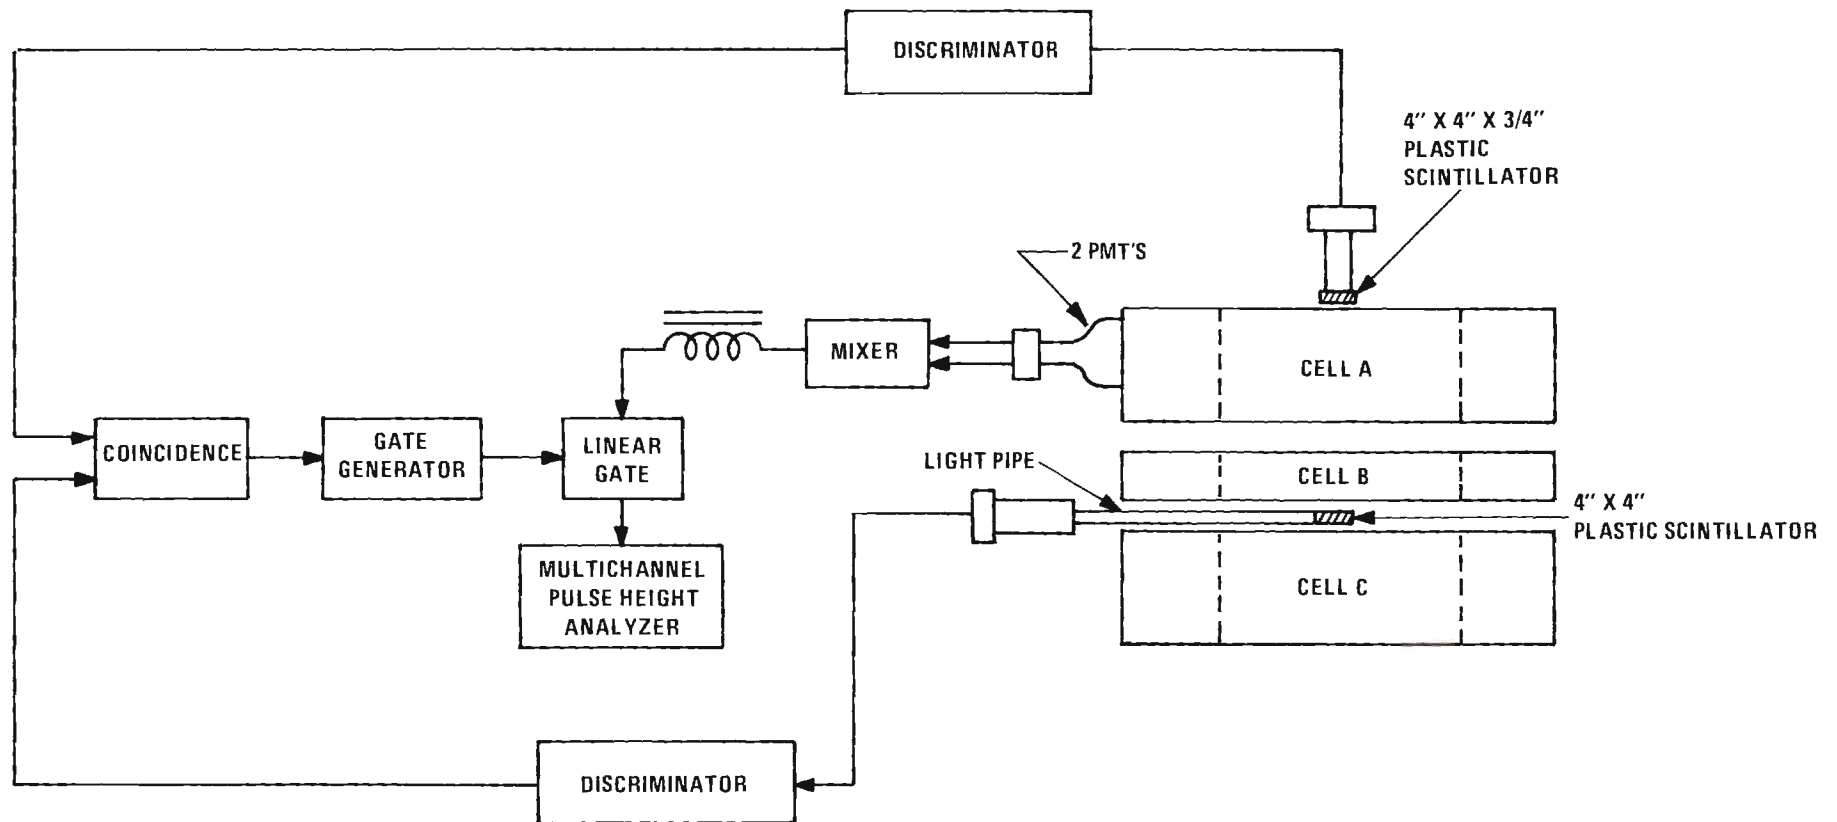 DISCRIMINATOR
4" X 4" X 3/4"
PLASTIC
SCINTILLATOR
2 PMT'S
MIXER
CELL A
COINCIDENCE
GATE
GENERATOR
LINEAR
GATE
LIGHT PIPE
CELL B
4" X 4"
PLASTIC SCINTILLATOR
MULTICHANNEL
PULSE HEIGHT
ANALYZER
CELL C
DISCRIMINATOR